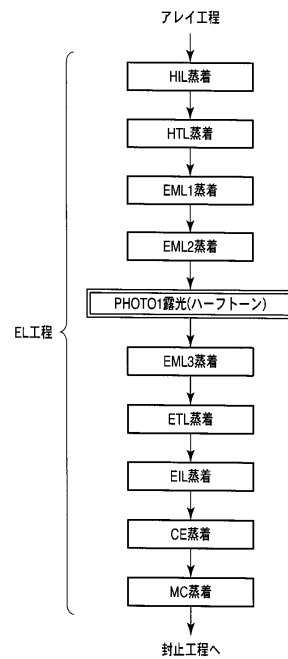 アレイ工程
HIL蒸着
HTL蒸着
EML1蒸着
EML2蒸着
PHOTO1露光(ハーフトーン)
EL工程
EML3蒸着
ETL蒸着
EIL蒸着
CE蒸着
MC蒸着
封止工程へ